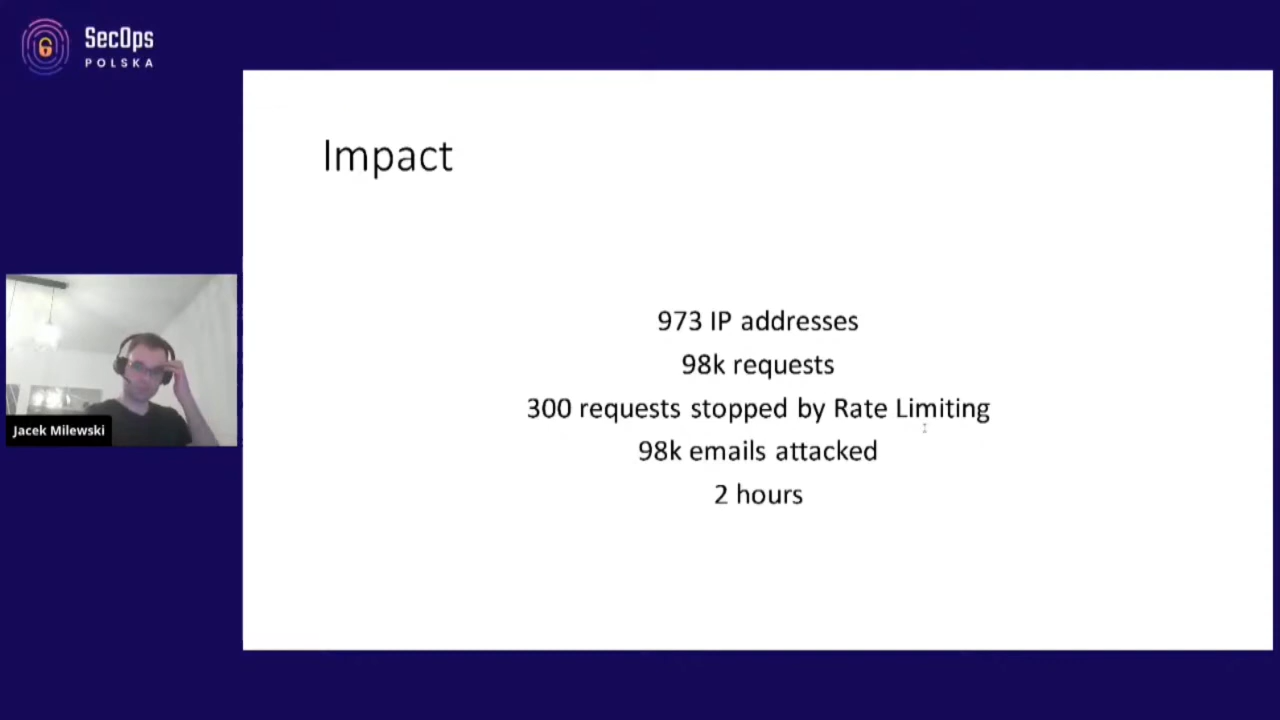 SecOps
POLSKA
Impact
973 IP addresses
98k requests
300 requests stopped by Rate Limiting
98k emails attacked
2 hours
Jacek Milewski